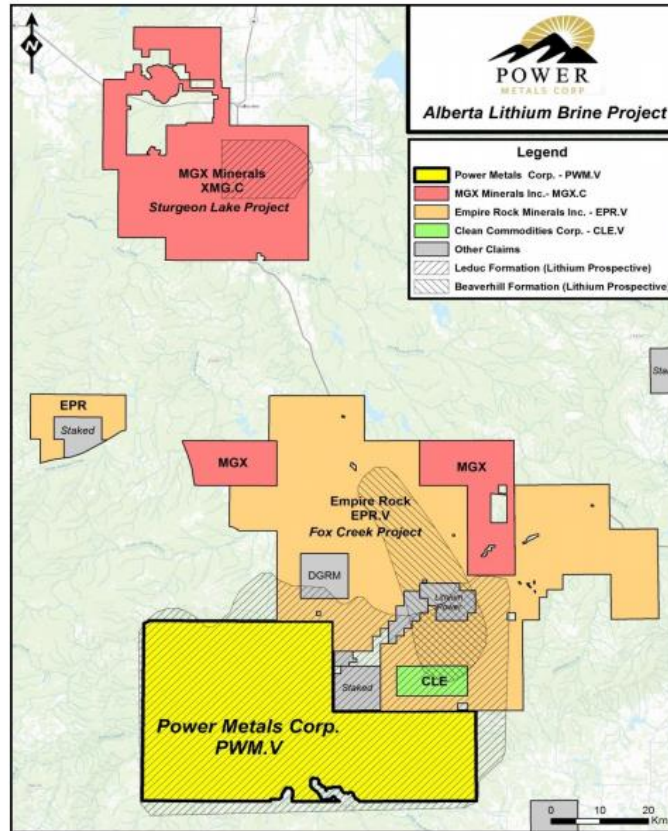 N
POWER
METALS CORP
Alberta Lithium Brine Project
Legend
Power Metals Corp. - PWM.V
MGX Minerals Inc.- MGX.C
Empire Rock Minerals Inc. - EPR.V
Clean Commodities Corp. - CLE.V
Other Claims
Leduc Formation (Lithium Prospective)
Beaverhill Formation (Lithium Prospective)
MGX Minerals
XMG.C
Sturgeon Lake Project
EPR
Staked
MGX
MGX
Empire Rock
EPR.V
Fox Creek Project
DGRM
Lithium
Power
Staked
CLE
Power Metals Corp.
PWM.V
0 10 20
Km